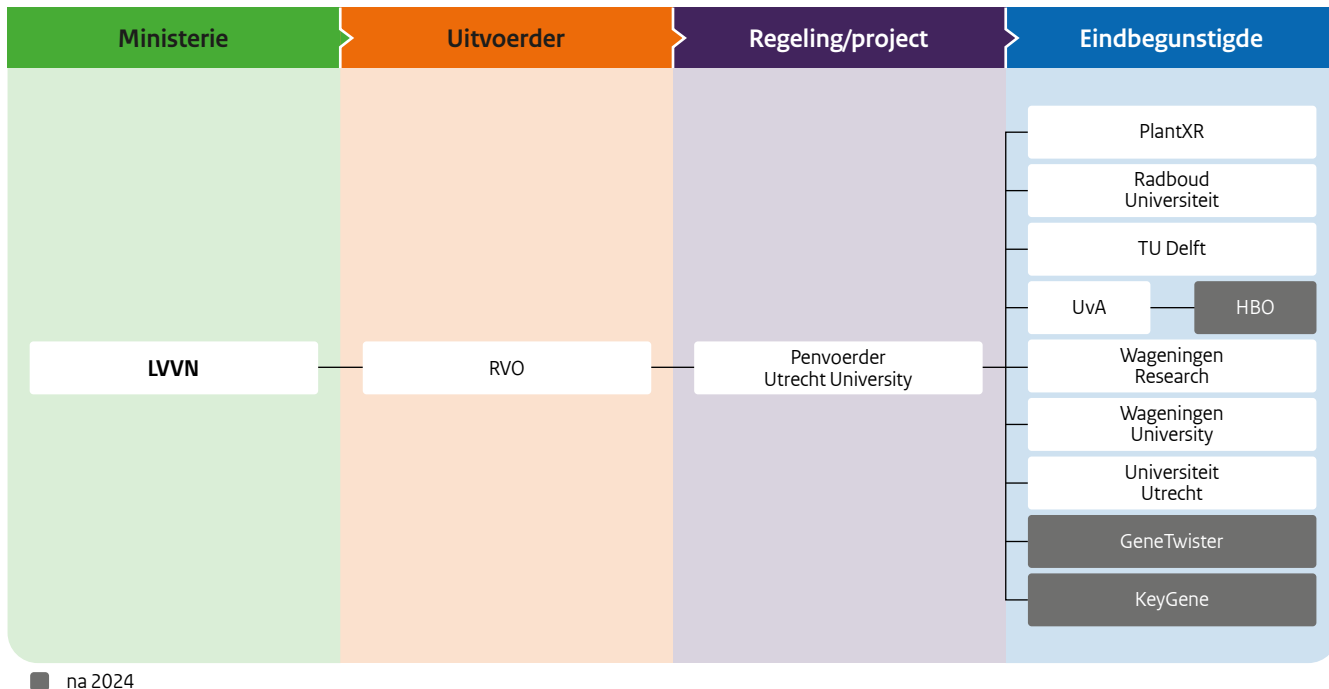 Ministerie
Uitvoerder
Regeling/project
Eindbegunstigde
LVVN
RVO
Penvoerder
Utrecht University
PlantXR
Radboud
Universiteit
TU Delft
UvA
HBO
Wageningen
Research
Wageningen
University
Universiteit
Utrecht
GeneTwister
KeyGene
na 2024